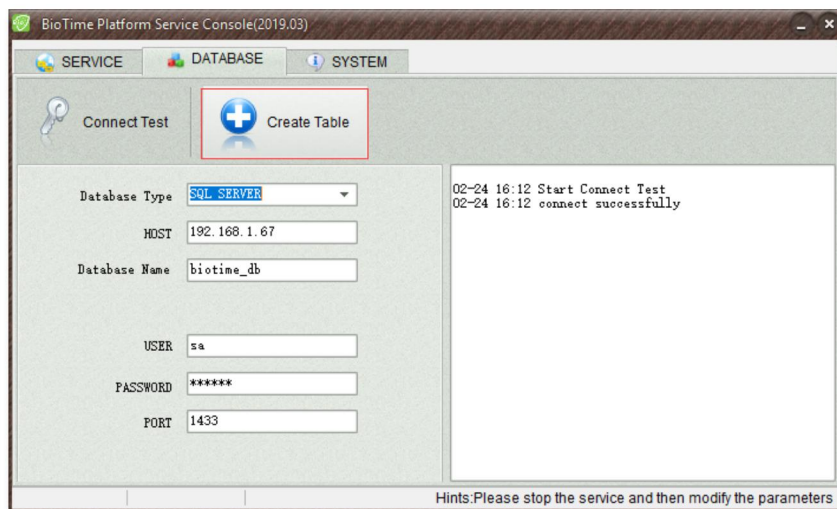 BioTime Platform Service Console(2019.03)
SERVICE
DATABASE
SYSTEM
Connect Test
Create Table
Database Type SQL SERVER
HOST 192.168.1.67
Database Name biotime_db
USER sa
PASSWORD ******
PORT 1433
02-24 16:12 Start Connect Test
02-24 16:12 connect successfully
Hints:Please stop the service and then modify the parameters